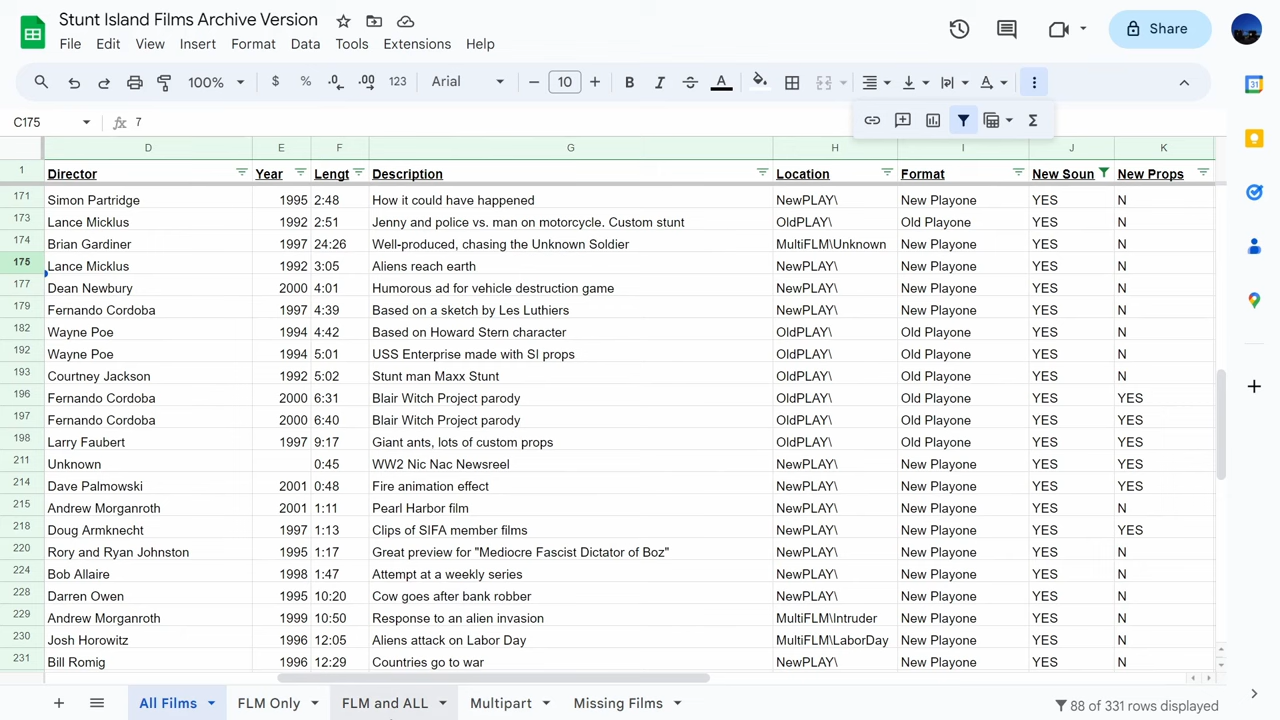 Stunt Island Films Archive Version
File Edit View Insert Format Data Tools Extensions Help
Share
31
100% $ % .0 .00 123 Arial 10 B I S A A Σ
C175 fx 7
D E F G H I J K
1 Director Year Lengt Description Location Format New Soun New Props
171 Simon Partridge 1995 2:48 How it could have happened NewPLAY\ New Playone YES N
173 Lance Micklus 1992 2:51 Jenny and police vs. man on motorcycle. Custom stunt OldPLAY\ Old Playone YES N
174 Brian Gardiner 1997 24:26 Well-produced, chasing the Unknown Soldier MultiFLM\Unknown New Playone YES N
175 Lance Micklus 1992 3:05 Aliens reach earth NewPLAY\ New Playone YES N
177 Dean Newbury 2000 4:01 Humorous ad for vehicle destruction game NewPLAY\ New Playone YES N
179 Fernando Cordoba 1997 4:39 Based on a sketch by Les Luthiers NewPLAY\ New Playone YES N
182 Wayne Poe 1994 4:42 Based on Howard Stern character OldPLAY\ Old Playone YES N
192 Wayne Poe 1994 5:01 USS Enterprise made with SI props OldPLAY\ Old Playone YES N
193 Courtney Jackson 1992 5:02 Stunt man Maxx Stunt OldPLAY\ Old Playone YES N
196 Fernando Cordoba 2000 6:31 Blair Witch Project parody OldPLAY\ Old Playone YES YES
197 Fernando Cordoba 2000 6:40 Blair Witch Project parody OldPLAY\ Old Playone YES YES
198 Larry Faubert 1997 9:17 Giant ants, lots of custom props OldPLAY\ Old Playone YES YES
211 Unknown 0:45 WW2 Nic Nac Newsreel NewPLAY\ New Playone YES YES
214 Dave Palmowski 2001 0:48 Fire animation effect NewPLAY\ New Playone YES YES
215 Andrew Morganroth 2001 1:11 Pearl Harbor film NewPLAY\ New Playone YES N
218 Doug Armknecht 1997 1:13 Clips of SIFA member films NewPLAY\ New Playone YES YES
220 Rory and Ryan Johnston 1995 1:17 Great preview for "Mediocre Fascist Dictator of Boz" NewPLAY\ New Playone YES N
224 Bob Allaire 1998 1:47 Attempt at a weekly series NewPLAY\ New Playone YES N
228 Darren Owen 1995 10:20 Cow goes after bank robber NewPLAY\ New Playone YES N
229 Andrew Morganroth 1999 10:50 Response to an alien invasion MultiFLM\Intruder New Playone YES N
230 Josh Horowitz 1996 12:05 Aliens attack on Labor Day MultiFLM\LaborDay New Playone YES N
231 Bill Romig 1996 12:29 Countries go to war NewPLAY\ New Playone YES N
All Films FLM Only FLM and ALL Multipart Missing Films 88 of 331 rows displayed